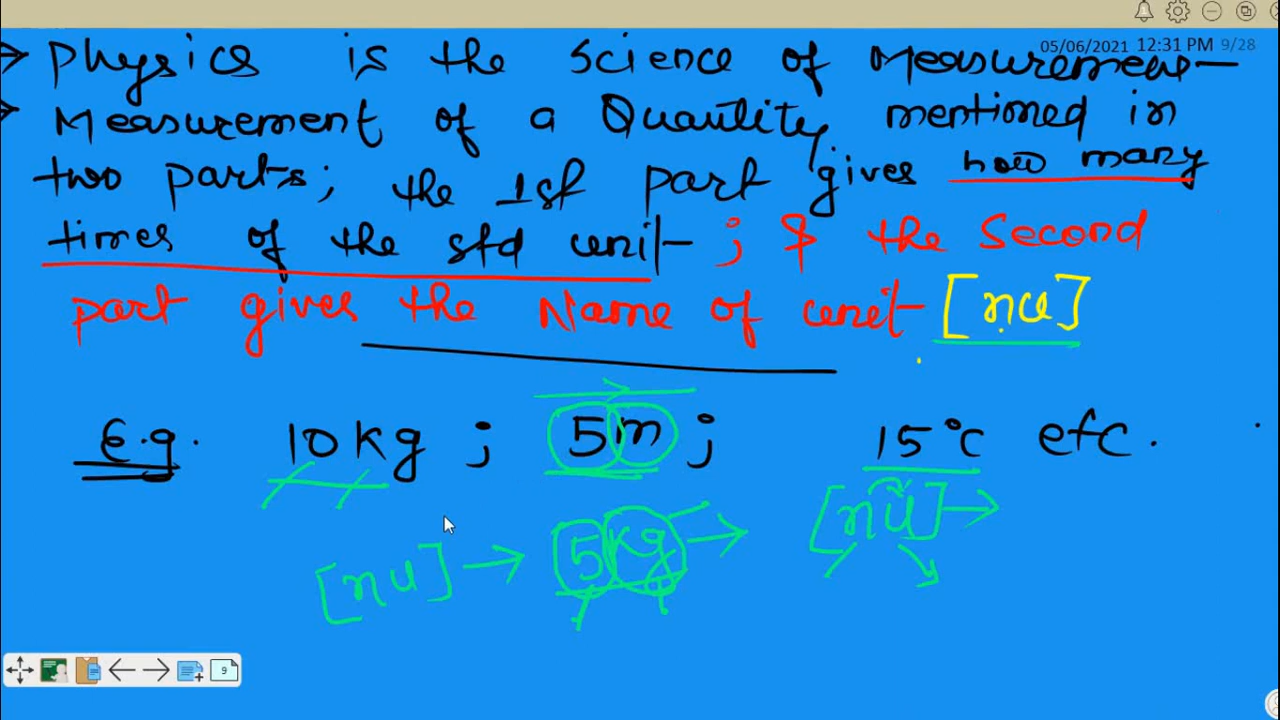 05/06/2021 12:31 PM 9/28
→ Physics is the science of Measurement
→ Measurement of a Quantity mentioned in
two parts; the 1st part gives how many
times of the std unit ; & the Second
part gives the Name of unit [nu]
E.g. 10 kg ; 5m ; 15°C etc.
[nu] → 5kg → [nu] →
9